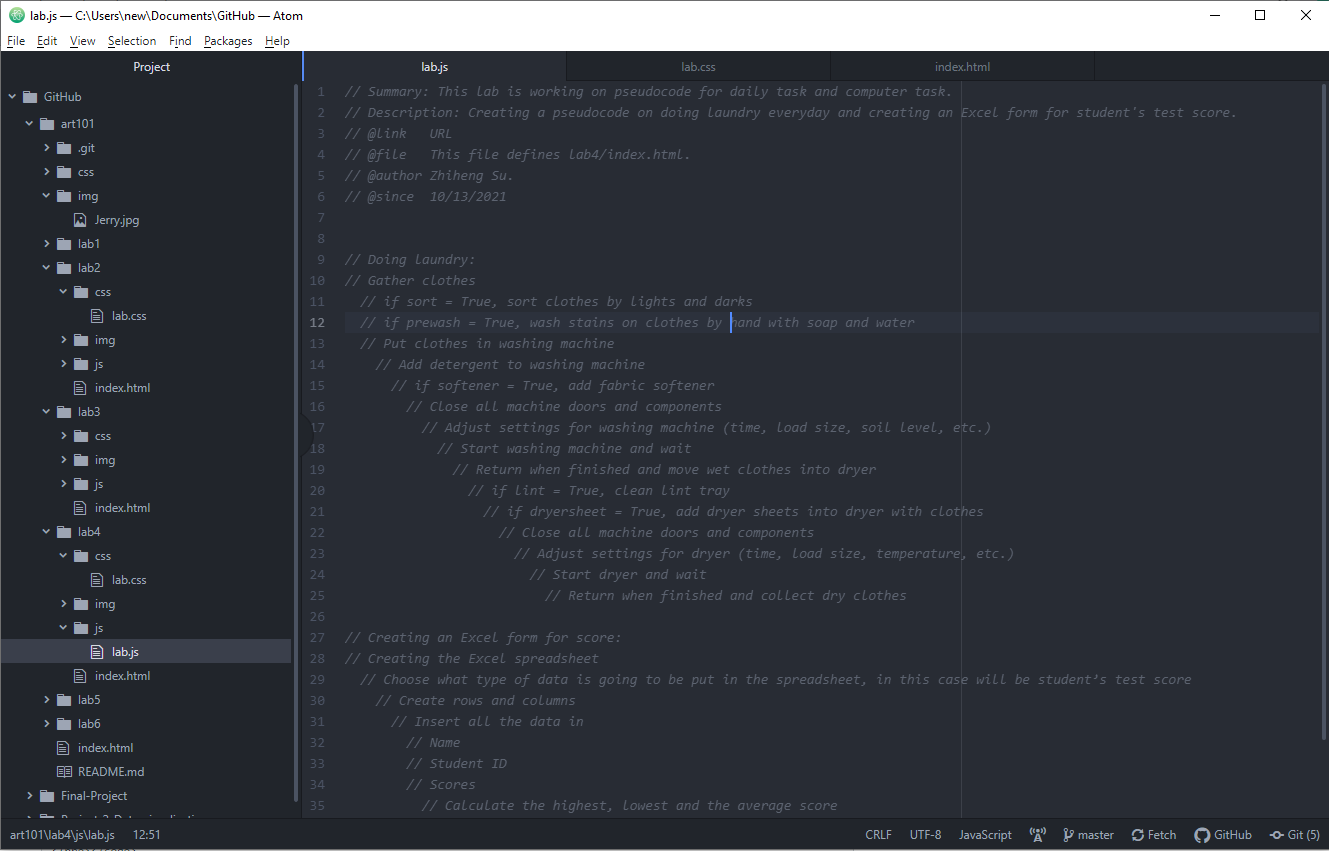 lab.js — C:\Users\new\Documents\GitHub — Atom
File Edit View Selection Find Packages Help
Project
lab.js
lab.css
index.html
GitHub
art101
.git
css
img
Jerry.jpg
lab1
lab2
css
lab.css
img
js
index.html
lab3
css
img
js
index.html
lab4
css
lab.css
img
js
lab.js
index.html
lab5
lab6
index.html
README.md
Final-Project
1 // Summary: This lab is working on pseudocode for daily task and computer task.
2 // Description: Creating a pseudocode on doing laundry everyday and creating an Excel form for student's test score.
3 // @link   URL
4 // @file   This file defines lab4/index.html.
5 // @author Zhiheng Su.
6 // @since  10/13/2021
7
8
9 // Doing laundry:
10 // Gather clothes
11   // if sort = True, sort clothes by lights and darks
12   // if prewash = True, wash stains on clothes by hand with soap and water
13   // Put clothes in washing machine
14     // Add detergent to washing machine
15       // if softener = True, add fabric softener
16         // Close all machine doors and components
17           // Adjust settings for washing machine (time, load size, soil level, etc.)
18             // Start washing machine and wait
19               // Return when finished and move wet clothes into dryer
20                 // if lint = True, clean lint tray
21                   // if dryersheet = True, add dryer sheets into dryer with clothes
22                     // Close all machine doors and components
23                       // Adjust settings for dryer (time, load size, temperature, etc.)
24                         // Start dryer and wait
25                           // Return when finished and collect dry clothes
26
27 // Creating an Excel form for score:
28 // Creating the Excel spreadsheet
29   // Choose what type of data is going to be put in the spreadsheet, in this case will be student’s test score
30     // Create rows and columns
31       // Insert all the data in
32         // Name
33         // Student ID
34         // Scores
35           // Calculate the highest, lowest and the average score
art101\lab4\js\lab.js 12:51
CRLF UTF-8 JavaScript master Fetch GitHub Git (5)